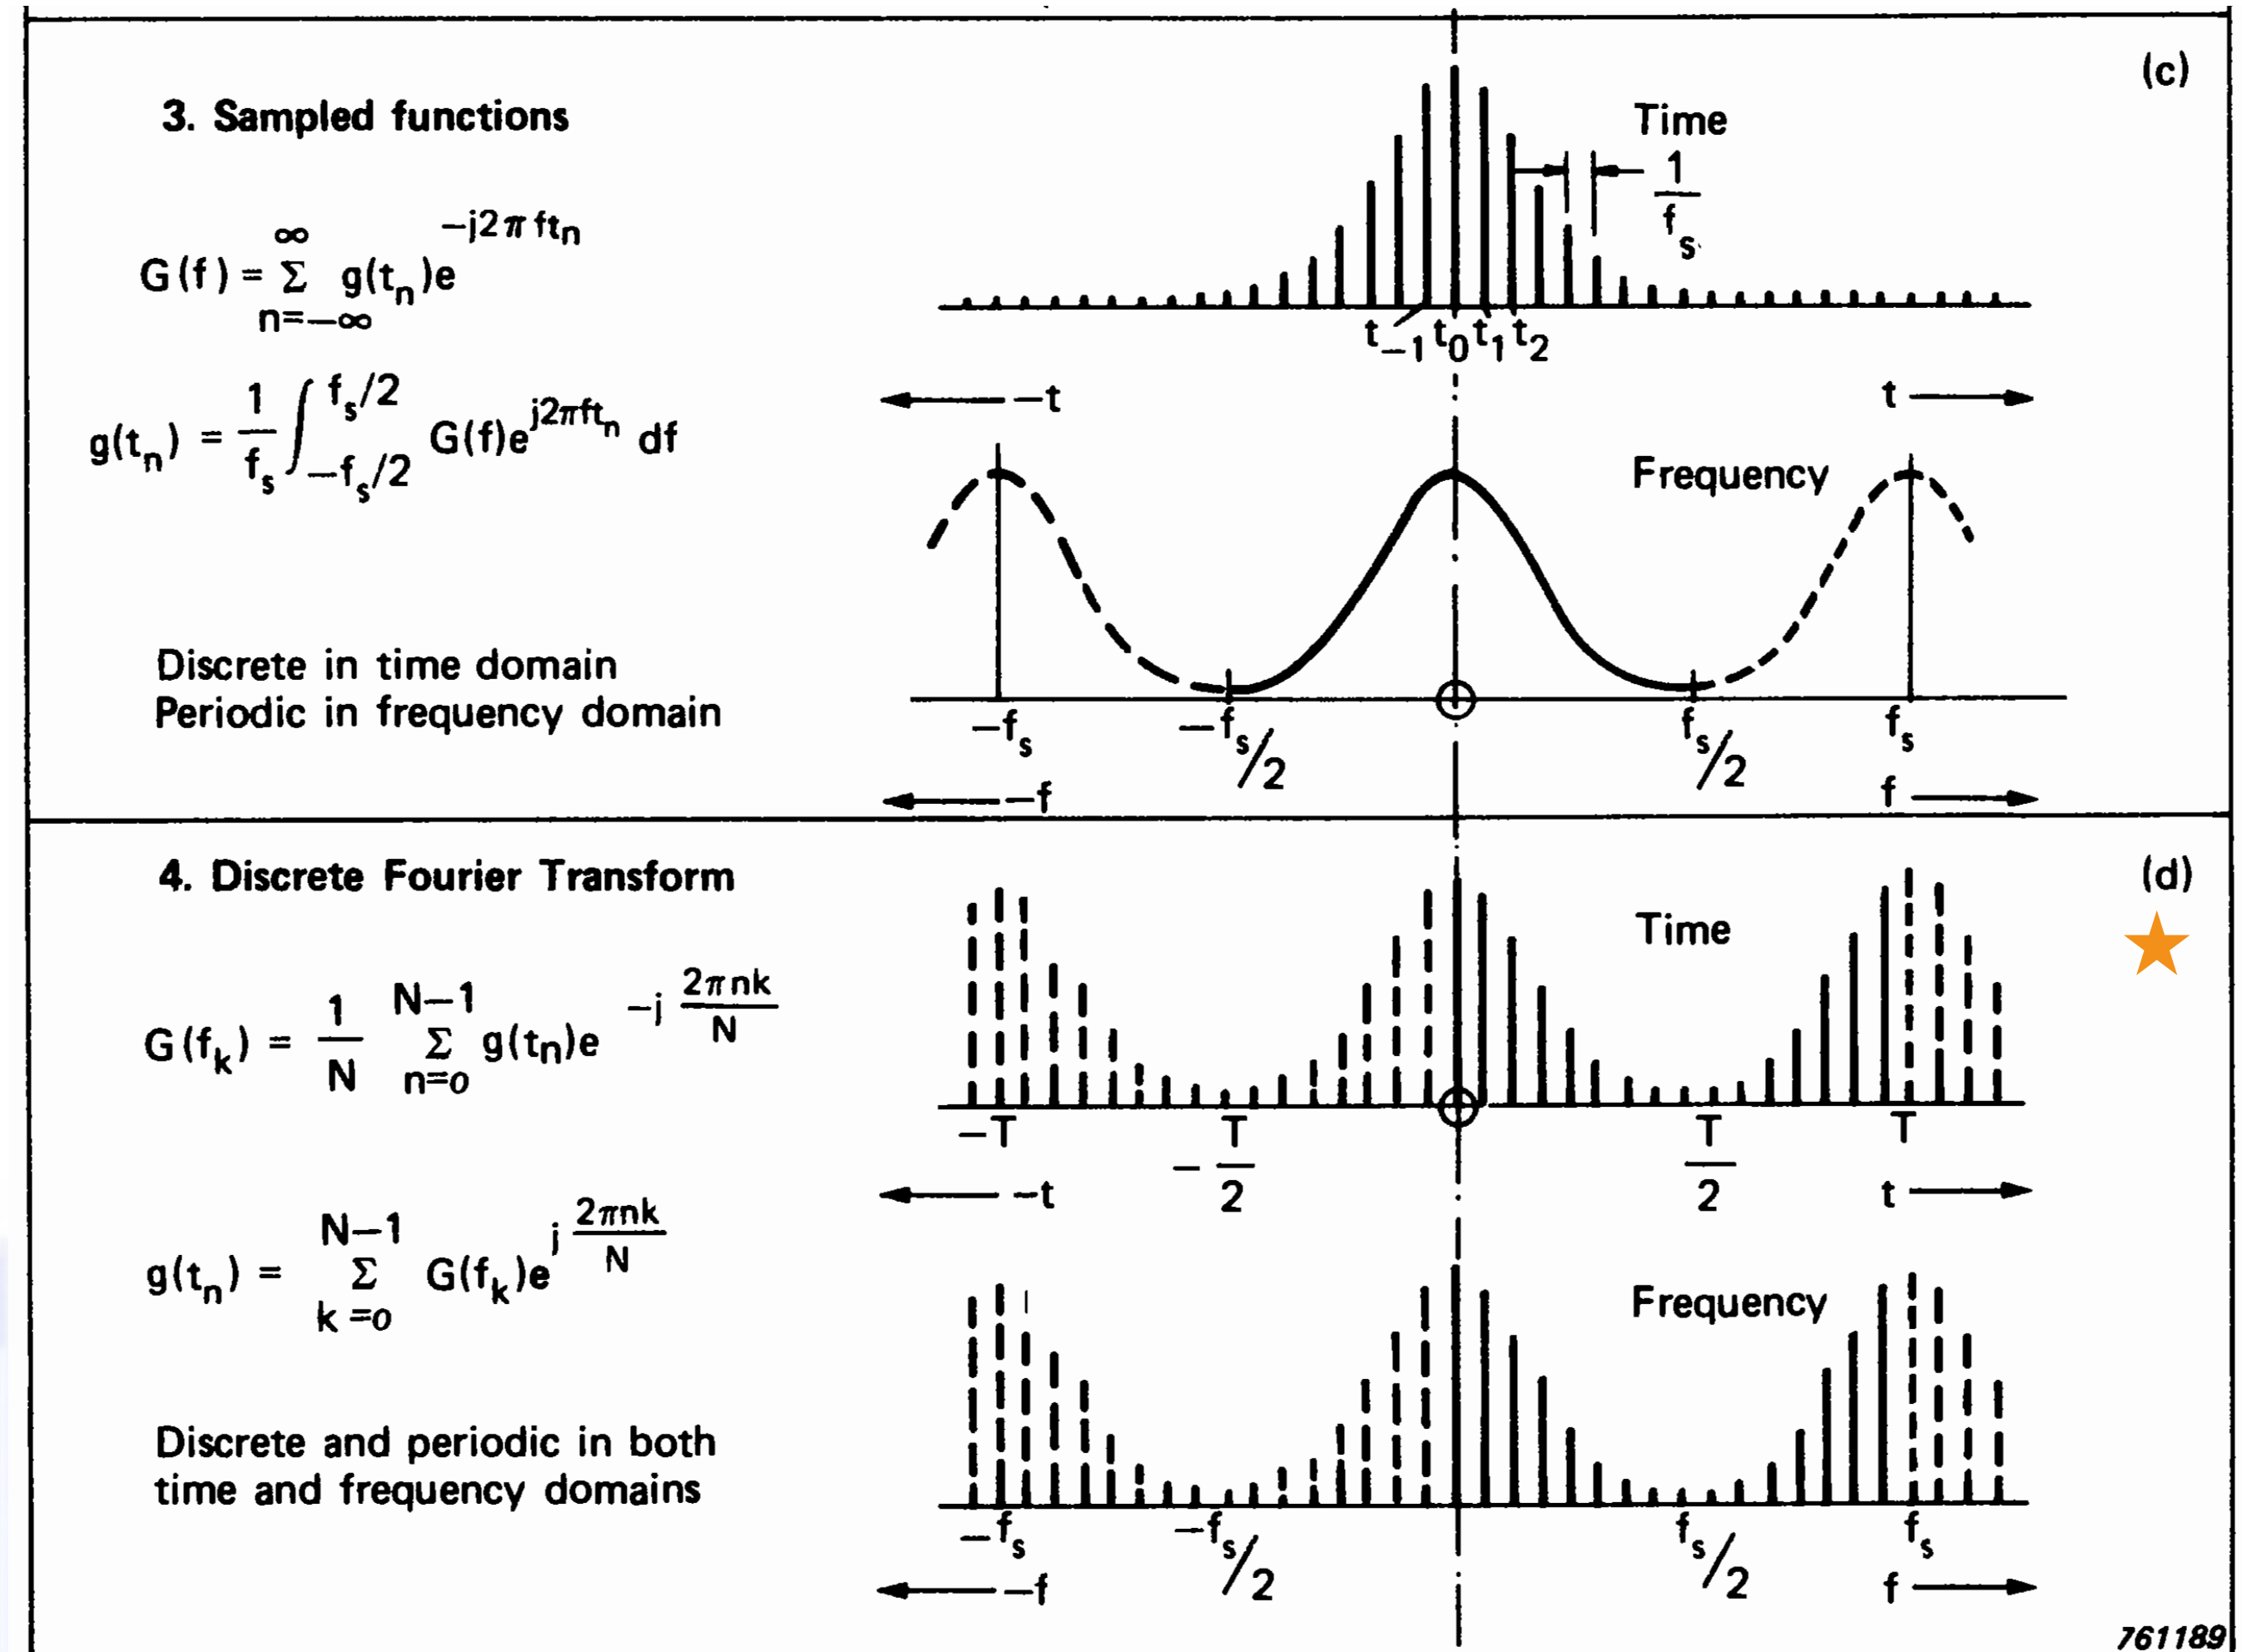 (c)
3. Sampled functions
G(f) = Σ g(tₙ)e^(−j2π ftₙ)
∞
n=−∞
g(tₙ) = 1/fₛ ∫ G(f)e^(j2πftₙ) df
fₛ/2
−fₛ/2
Discrete in time domain
Periodic in frequency domain
Time
1/fₛ
t₋₁ t₀ t₁ t₂
−t
t
Frequency
−fₛ −fₛ/2 fₛ/2 fₛ
−f
f
(d)
4. Discrete Fourier Transform
G(fₖ) = 1/N Σ g(tₙ)e^(−j 2πnk/N)
N−1
n=o
g(tₙ) = Σ G(fₖ)e^(j 2πnk/N)
N−1
k=o
Discrete and periodic in both
time and frequency domains
Time
−T −T/2 T/2 T
−t
t
Frequency
−fₛ −fₛ/2 fₛ/2 fₛ
−f
f
761189